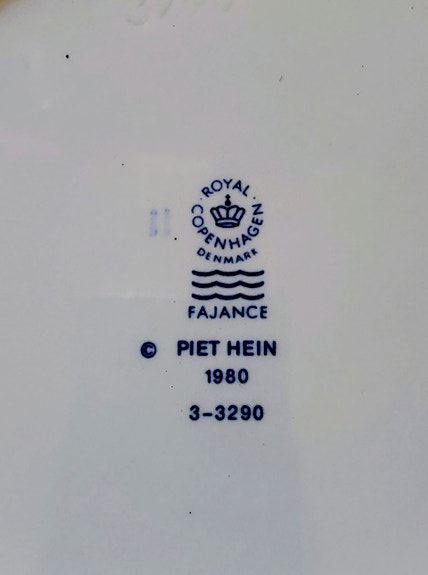 ROYAL COPENHAGEN
DENMARK
FAJANCE
© PIET HEIN
1980
3-3290